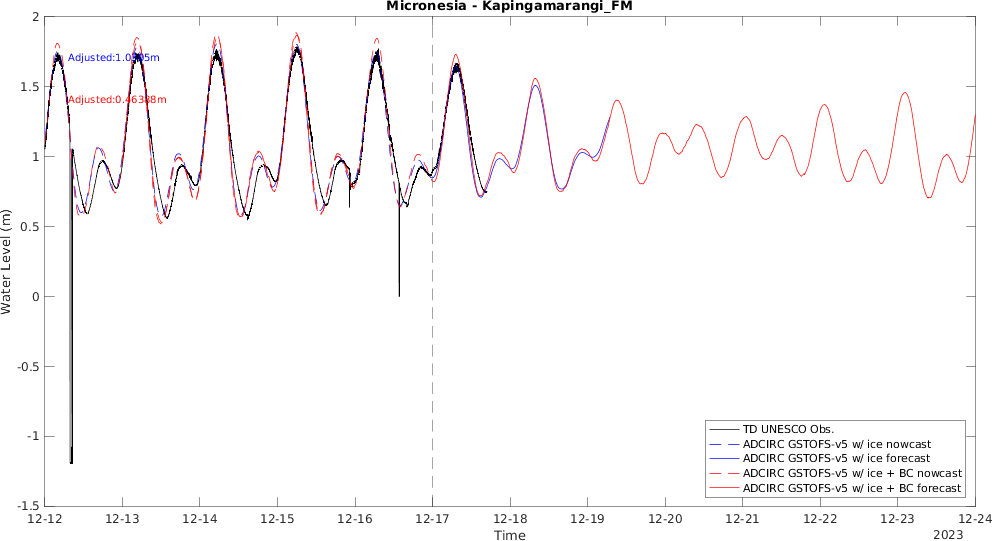 Micronesia - Kapingamarangi_FM
2
1.5
1
0.5
0
-0.5
-1
-1.5
Water Level (m)
Adjusted:0.46388m
TD UNESCO Obs.
ADCIRC GSTOFS-v5 w/ ice nowcast
ADCIRC GSTOFS-v5 w/ ice forecast
ADCIRC GSTOFS-v5 w/ ice + BC nowcast
ADCIRC GSTOFS-v5 w/ ice + BC forecast
12-12 12-13 12-14 12-15 12-16 12-17 12-18 12-19 12-20 12-21 12-22 12-23 12-24
Time
2023